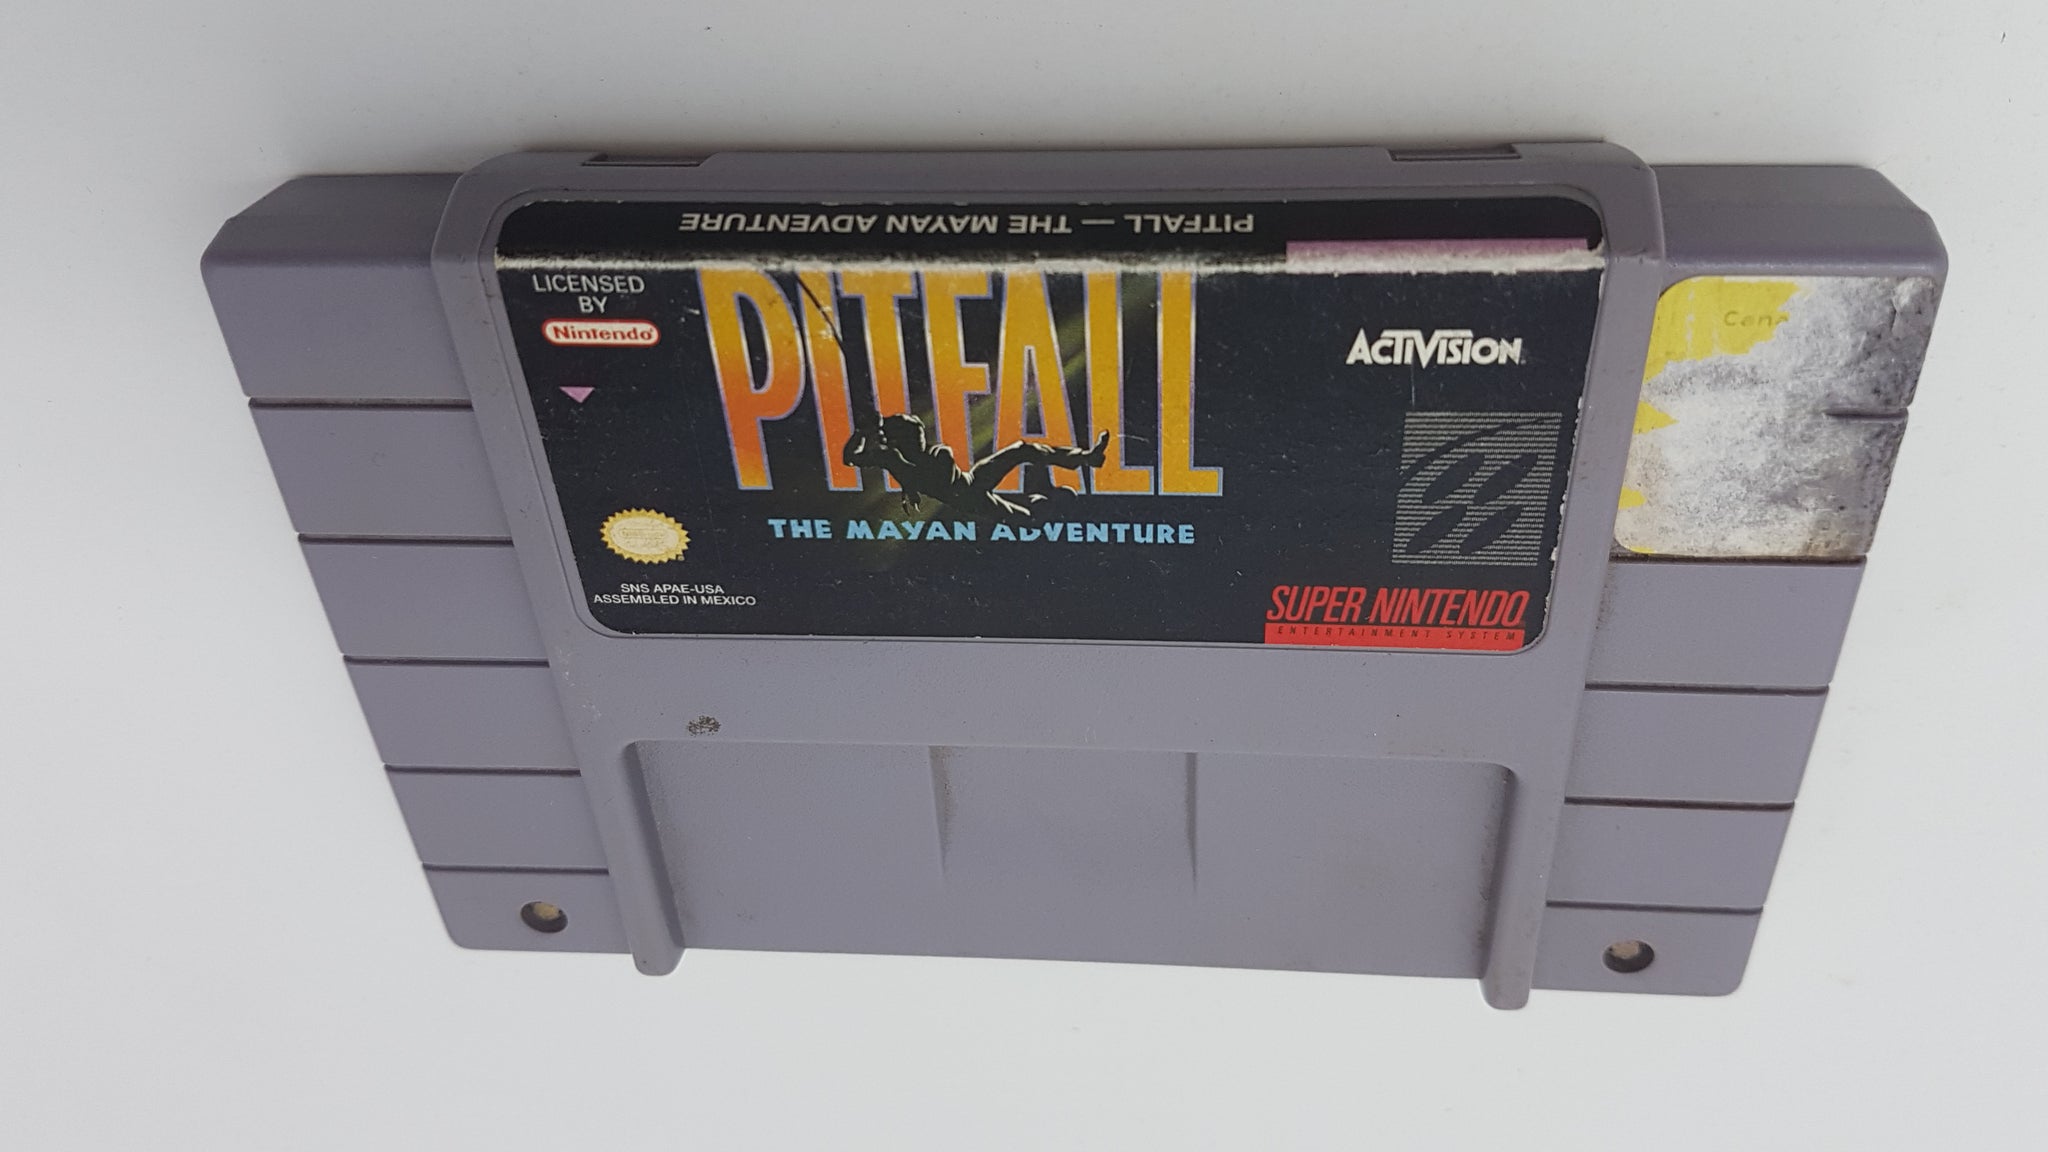 PITFALL — THE MAYAN ADVENTURE
LICENSED
BY
Nintendo
PITFALL
THE MAYAN ADVENTURE
ACTIVISION
SNS APAE-USA
ASSEMBLED IN MEXICO
SUPER NINTENDO
ENTERTAINMENT SYSTEM